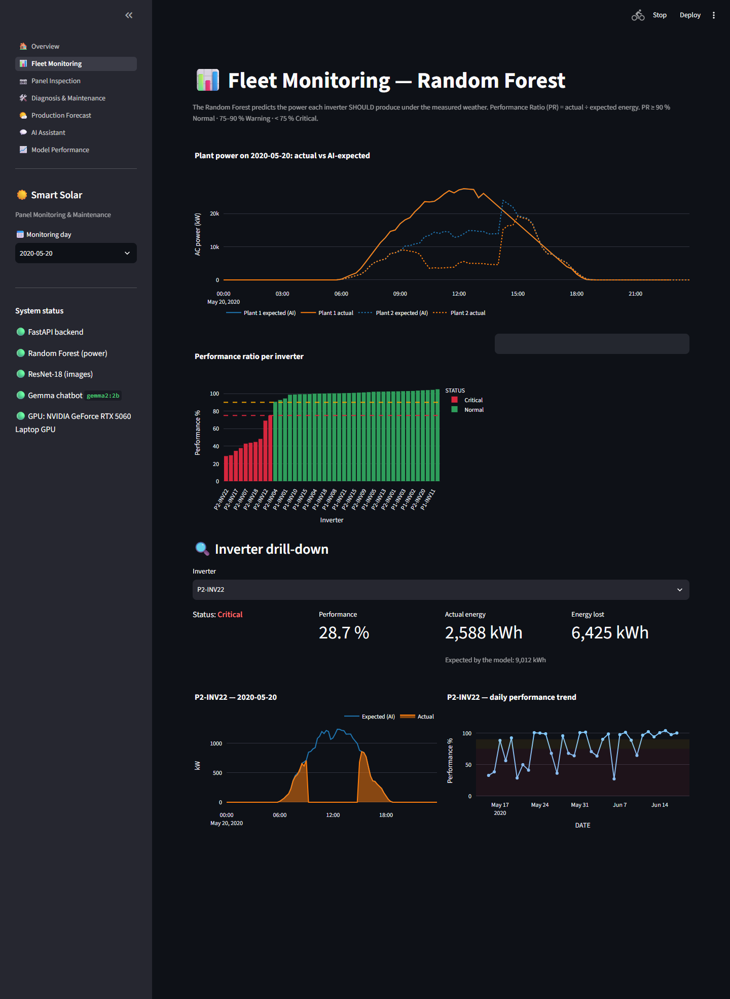 Stop
Deploy
Overview
Fleet Monitoring
Panel Inspection
Diagnosis & Maintenance
Production Forecast
AI Assistant
Model Performance
Smart Solar
Panel Monitoring & Maintenance
Monitoring day
2020-05-20
System status
FastAPI backend
Random Forest (power)
ResNet-18 (images)
Gemma chatbot gemma2:2b
GPU: NVIDIA GeForce RTX 5060
Laptop GPU
Fleet Monitoring — Random Forest
The Random Forest predicts the power each inverter SHOULD produce under the measured weather. Performance Ratio (PR) = actual ÷ expected energy. PR ≥ 90 %
Normal · 75–90 % Warning · < 75 % Critical.
Plant power on 2020-05-20: actual vs AI-expected
AC power (kW)
20k
10k
0
00:00 03:00 06:00 09:00 12:00 15:00 18:00 21:00
May 20, 2020
Plant 1 expected (AI) Plant 1 actual Plant 2 expected (AI) Plant 2 actual
Performance ratio per inverter
Performance %
100
80
60
40
20
0
STATUS
Critical
Normal
P2-INV22 P2-INV17 P2-INV07 P2-INV18 P2-INV12 P2-INV04 P1-INV01 P1-INV10 P1-INV15 P1-INV04 P1-INV18 P1-INV08 P1-INV21 P2-INV15 P2-INV09 P1-INV05 P2-INV13 P2-INV01 P1-INV03 P1-INV02 P2-INV20 P1-INV11
Inverter
Inverter drill-down
Inverter
P2-INV22
Status: Critical
Performance
28.7 %
Actual energy
2,588 kWh
Expected by the model: 9,012 kWh
Energy lost
6,425 kWh
P2-INV22 — 2020-05-20
Expected (AI) Actual
kW
1000
500
0
00:00 06:00 12:00 18:00
May 20, 2020
P2-INV22 — daily performance trend
Performance %
100
50
0
May 17 May 24 May 31 Jun 7 Jun 14
2020
DATE